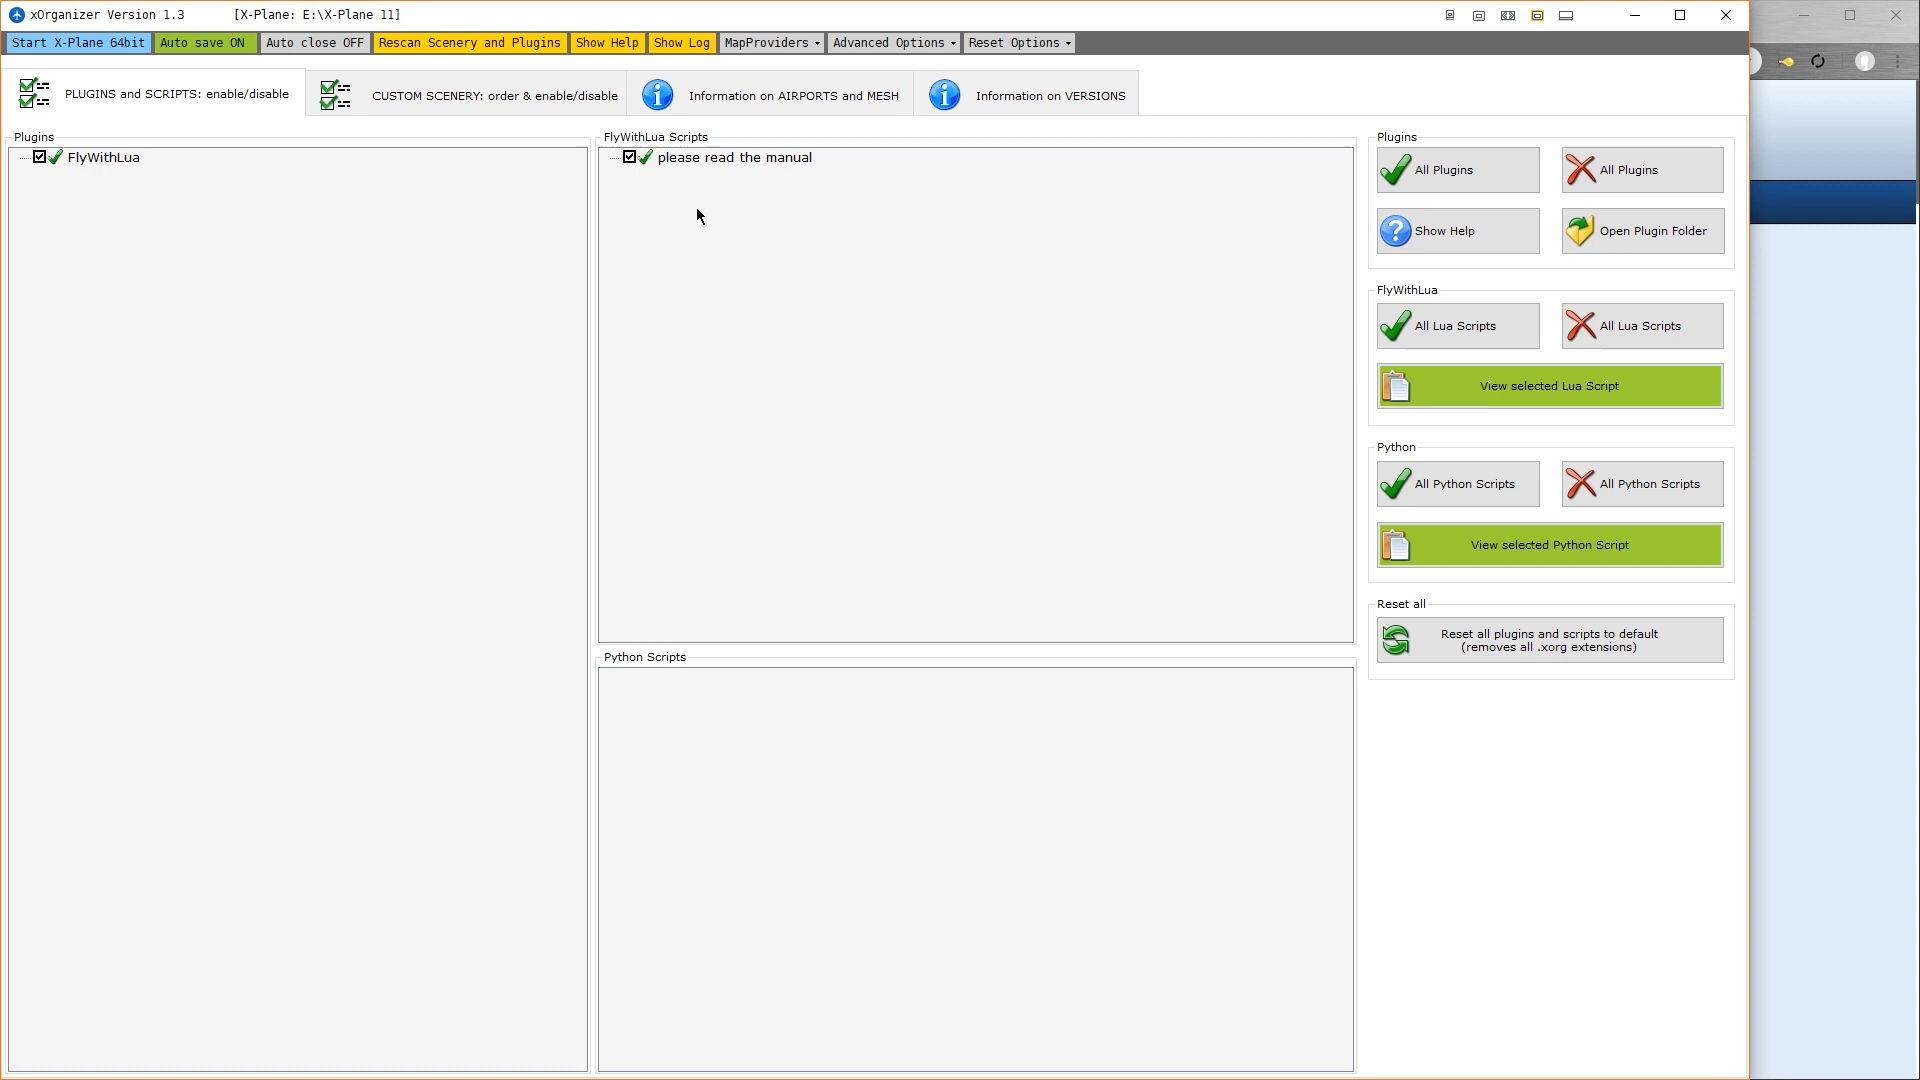 xOrganizer Version 1.3 [X-Plane: E:\X-Plane 11]
Start X-Plane 64bit Auto save ON Auto close OFF Rescan Scenery and Plugins Show Help Show Log MapProviders Advanced Options Reset Options
PLUGINS and SCRIPTS: enable/disable CUSTOM SCENERY: order & enable/disable Information on AIRPORTS and MESH Information on VERSIONS
Plugins
FlyWithLua
FlyWithLua Scripts
please read the manual
Python Scripts
Plugins
All Plugins All Plugins
Show Help Open Plugin Folder
FlyWithLua
All Lua Scripts All Lua Scripts
View selected Lua Script
Python
All Python Scripts All Python Scripts
View selected Python Script
Reset all
Reset all plugins and scripts to default
(removes all .xorg extensions)